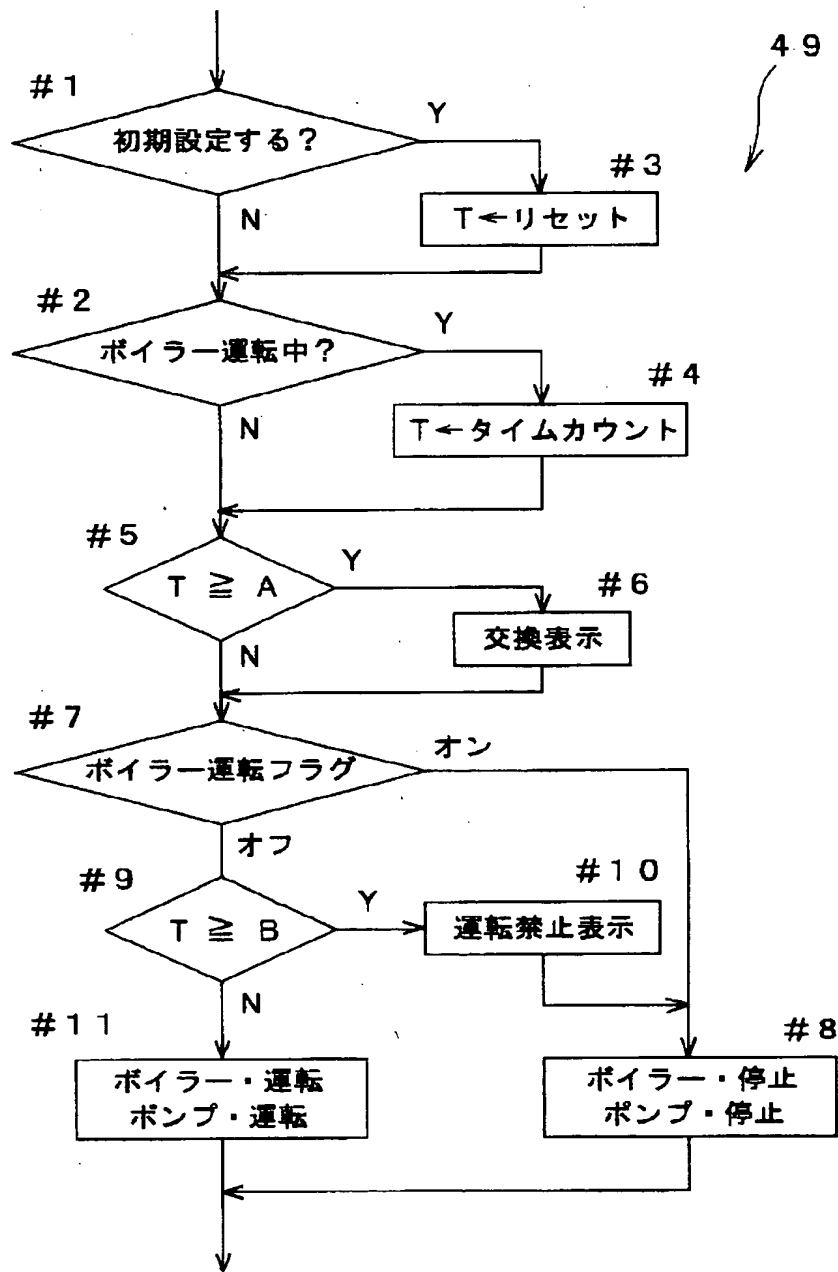 49
#1
初期設定する?
Y
N
#3
T←リセット
#2
ボイラー運転中?
Y
N
#4
T←タイムカウント
#5
T ≧ A
Y
N
#6
交換表示
#7
ボイラー運転フラグ
オン
オフ
#9
T ≧ B
Y
N
#10
運転禁止表示
#11
ボイラー・運転
ポンプ・運転
#8
ボイラー・停止
ポンプ・停止